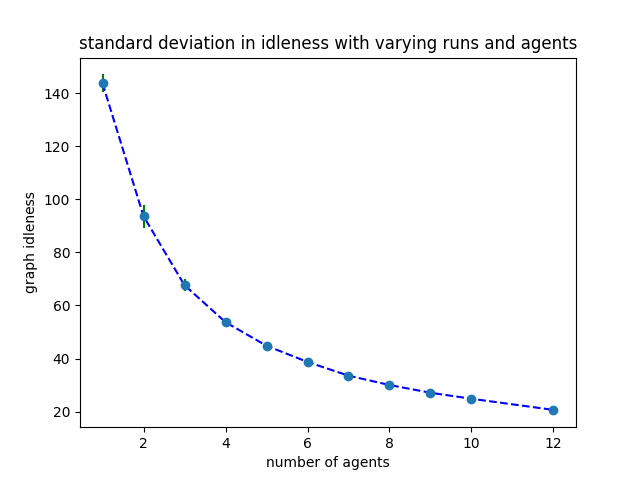 standard deviation in idleness with varying runs and agents
graph idleness
140
120
100
80
60
40
20
2 4 6 8 10 12
number of agents